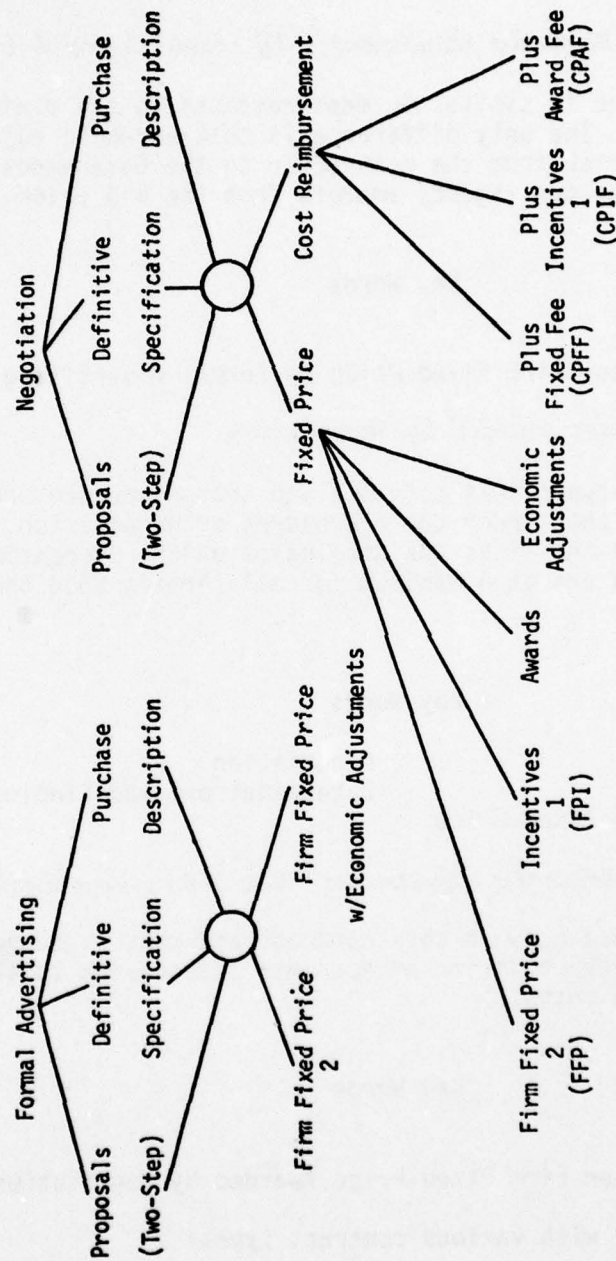 Formal Advertising
Proposals Definitive Purchase
(Two-Step) Specification Description
Firm Fixed Price Firm Fixed Price
2
w/Economic Adjustments
Negotiation
Proposals Definitive Purchase
(Two-Step) Specification Description
Fixed Price Cost Reimbursement
Firm Fixed Price Incentives Awards Economic Plus Plus Plus
2 1 Adjustments Fixed Fee Incentives Award Fee
(FFP) (FPI) (CPFF) 1 (CPAF)
(CPIF)